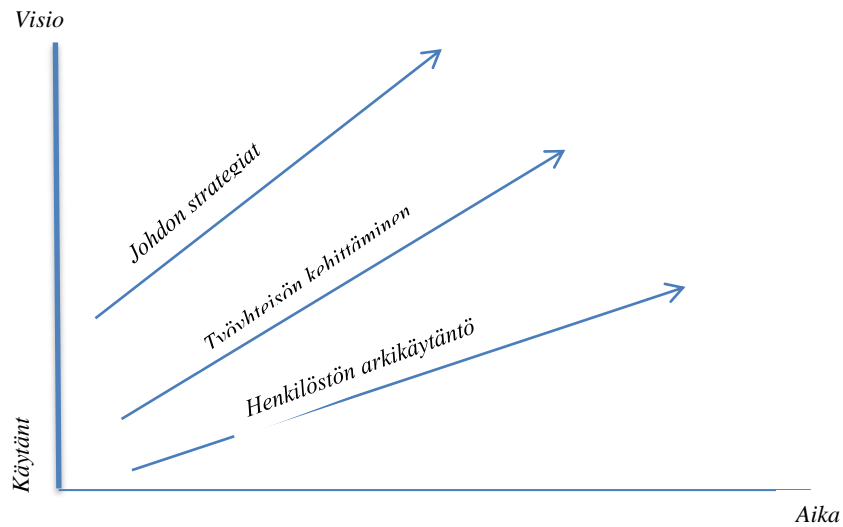 Visio
Johdon strategiat
Työyhteisön kehittäminen
Henkilöstön arkikäytäntö
Käytänt
Aika